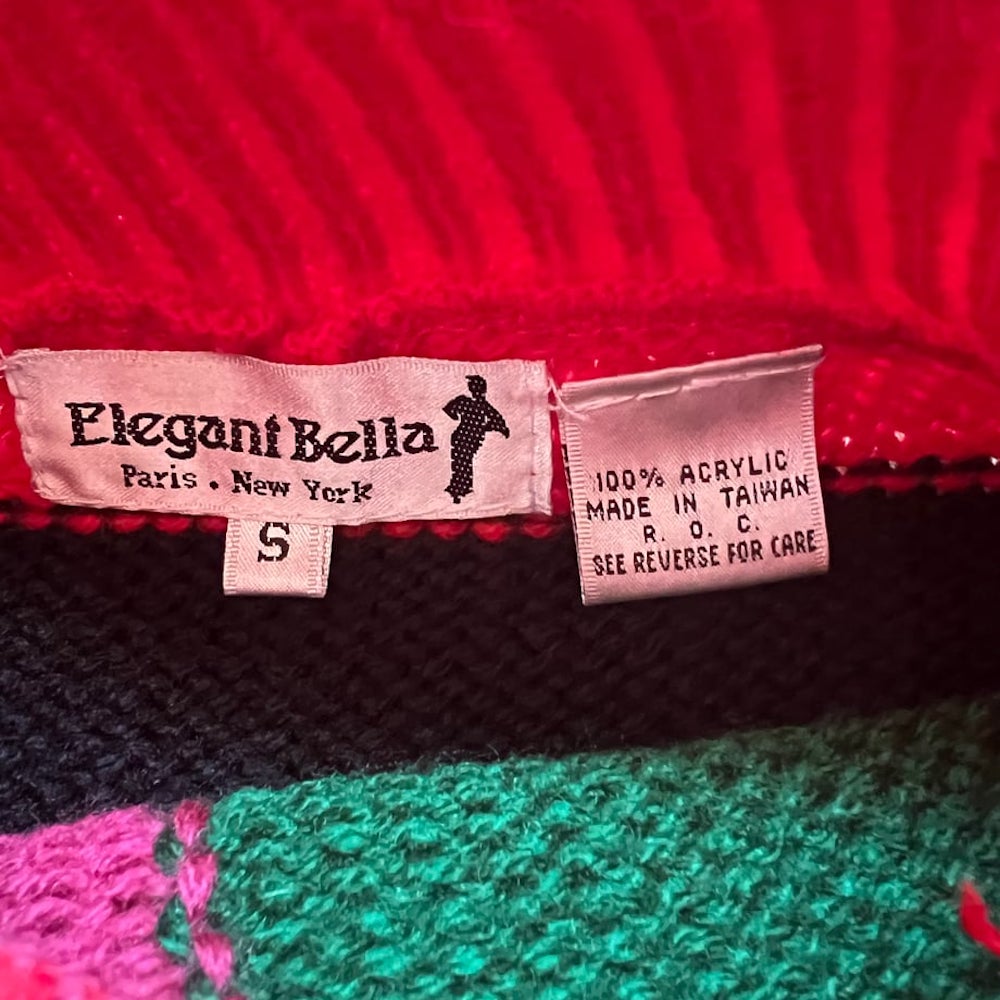 Elegant Bella
Paris • New York
S
100% ACRYLIC
MADE IN TAIWAN
R. O. C.
SEE REVERSE FOR CARE